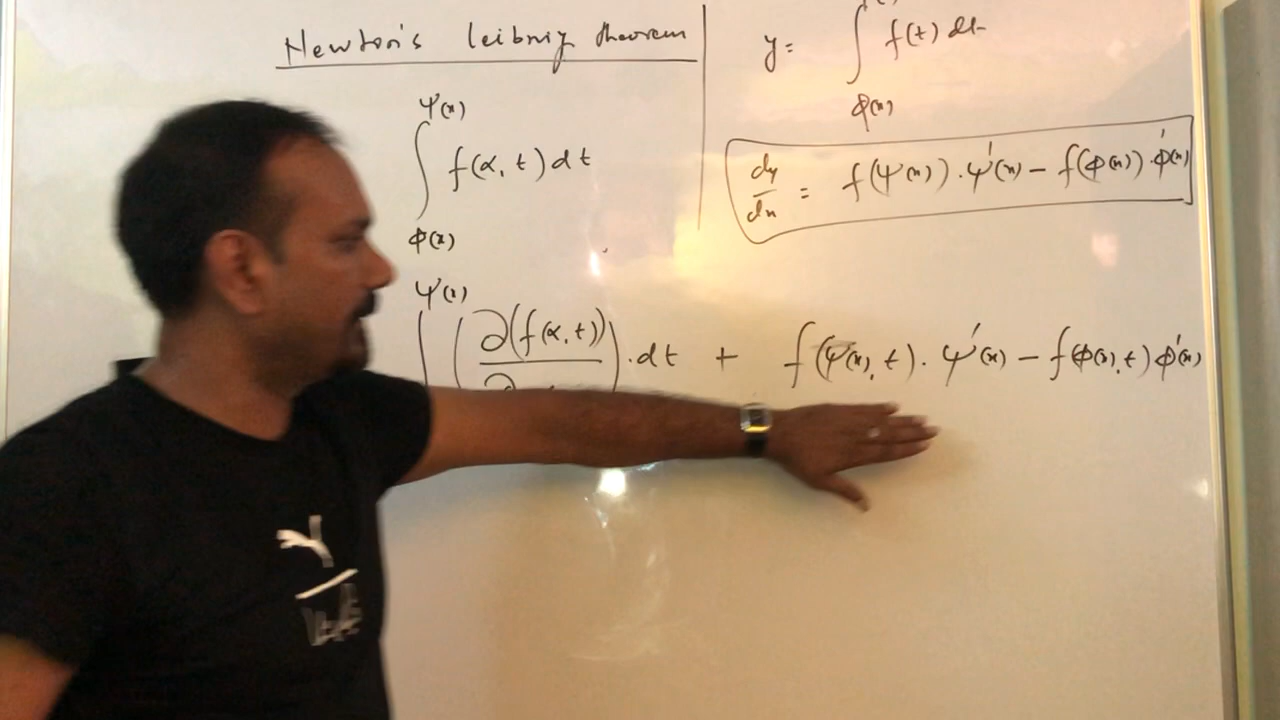 Newton's leibniz theorem
Ψ(x)
∫ f(α, t) dt
Φ(x)
y = ∫ f(t) dt
Φ(x)
dy/dx = f(Ψ(x)) . Ψ'(x) − f(Φ(x)) . Φ'(x)
Ψ(x)
∫ (∂(f(α, t))/∂ ) . dt + f(Ψ(x), t) . Ψ'(x) − f(Φ(x), t) Φ'(x)